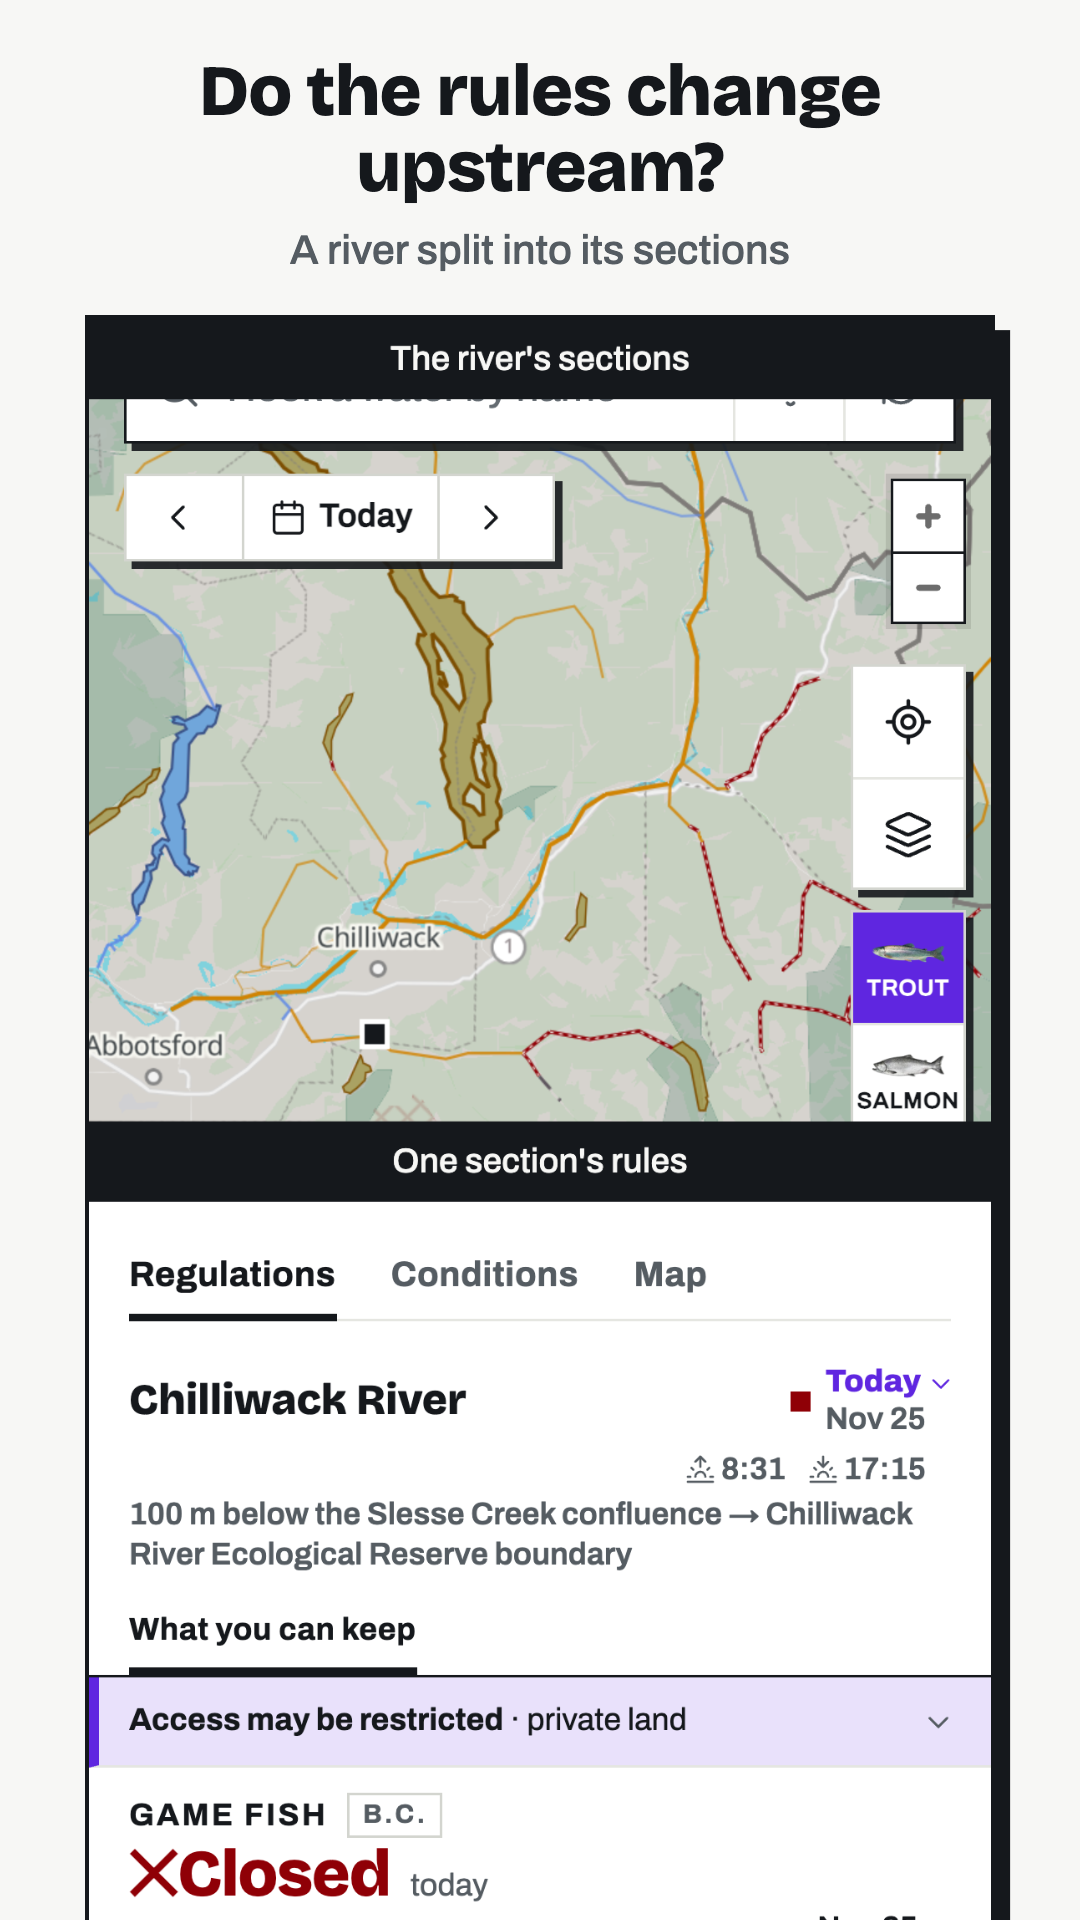 Do the rules change
upstream?
A river split into its sections
The river's sections
Today
Chilliwack
1
Abbotsford
TROUT
SALMON
One section's rules
Regulations Conditions Map
Chilliwack River
Today
Nov 25
8:31 17:15
100 m below the Slesse Creek confluence → Chilliwack
River Ecological Reserve boundary
What you can keep
Access may be restricted · private land
GAME FISH B.C.
Closed today